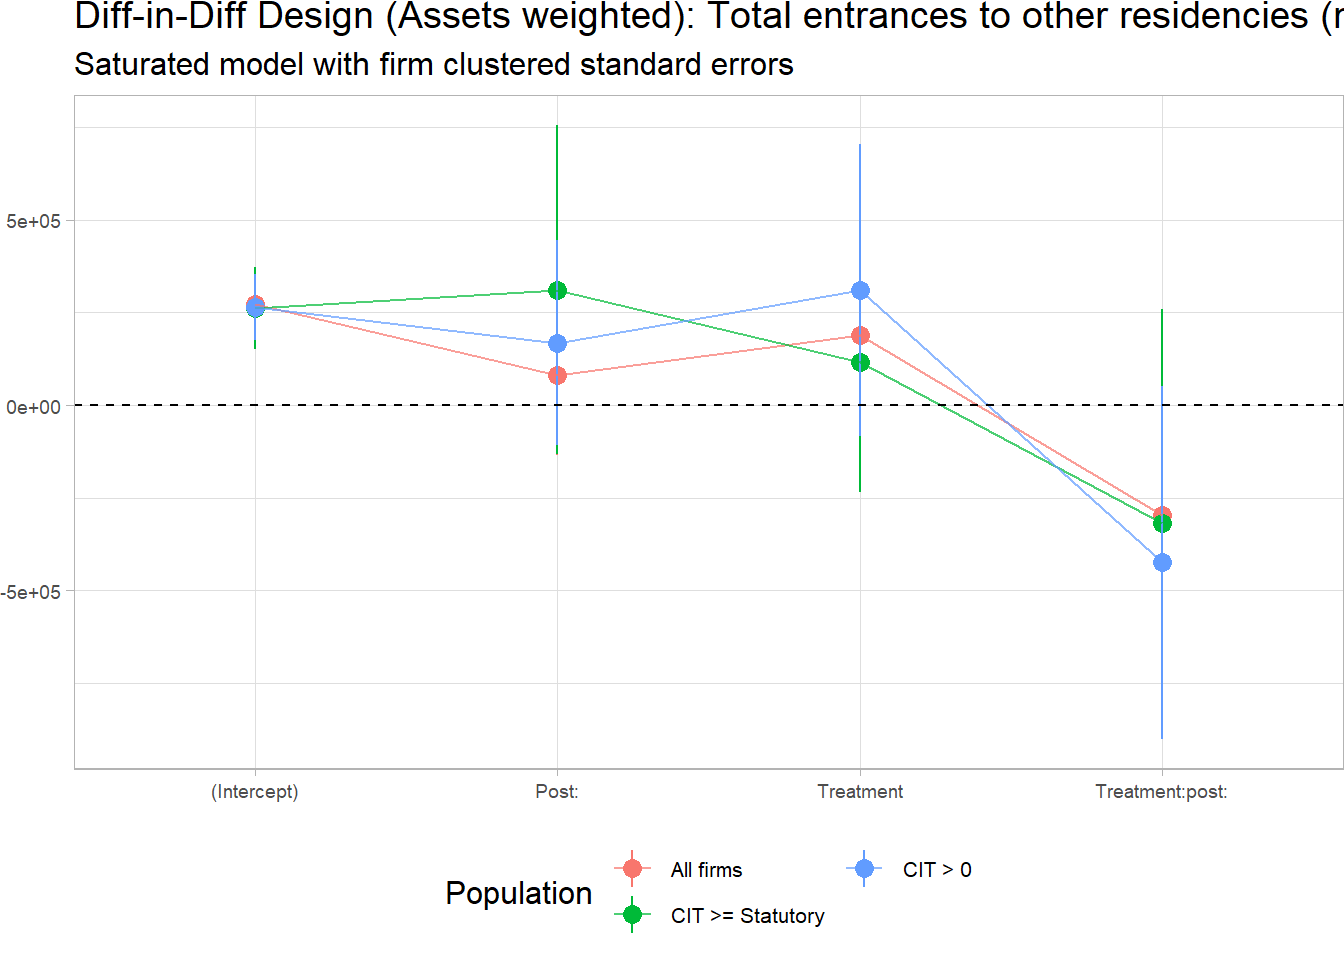 Diff-in-Diff Design (Assets weighted): Total entrances to other residencies (
Saturated model with firm clustered standard errors
5e+05
0e+00
-5e+05
(Intercept) Post: Treatment Treatment:post:
Population
All firms CIT > 0
CIT >= Statutory